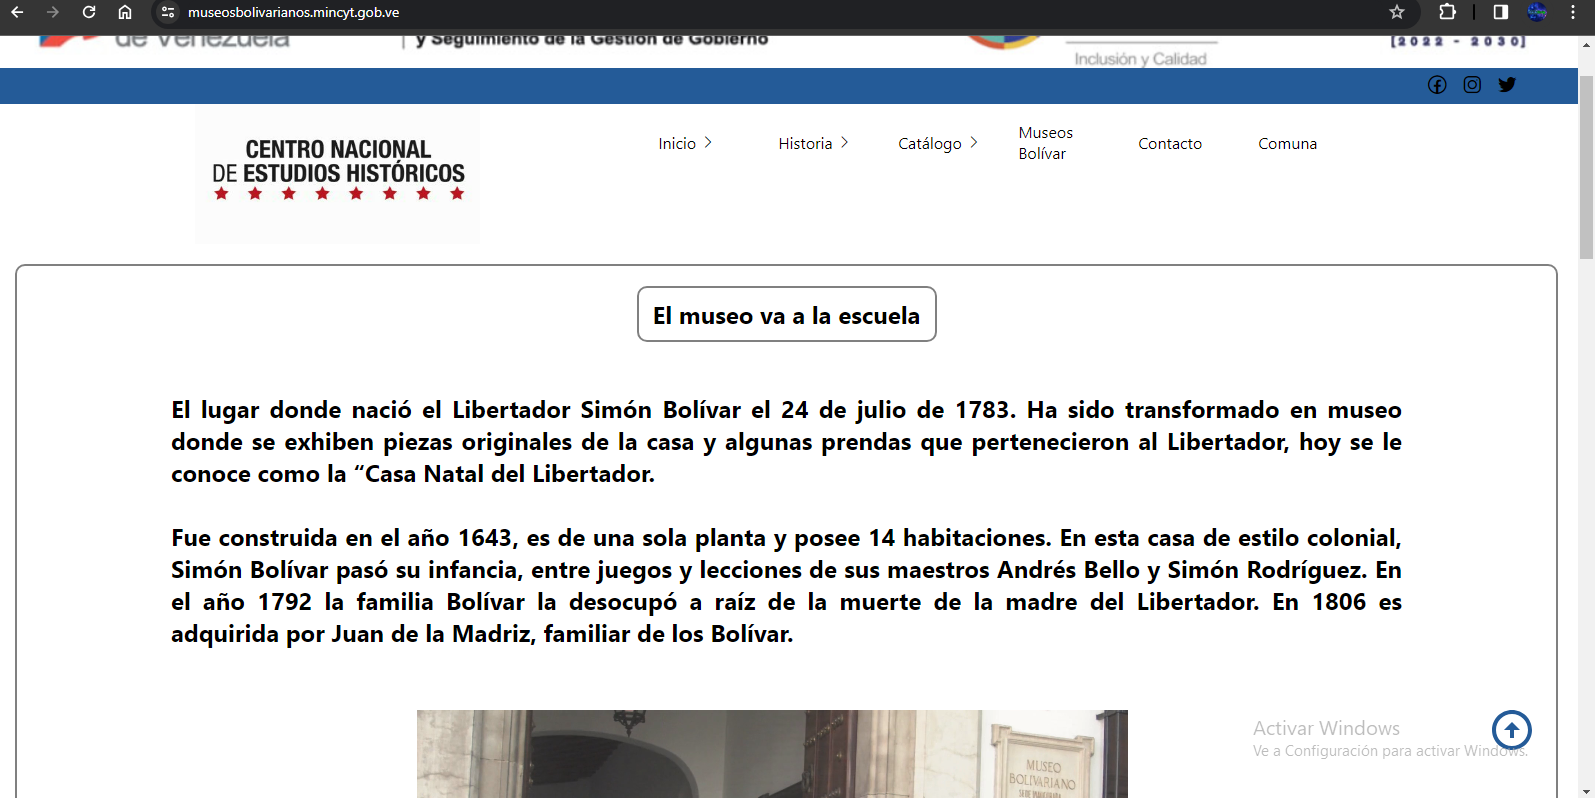 museosbolivarianos.mincyt.gob.ve
de Venezuela
y Seguimiento de la Gestión de Gobierno
Inclusión y Calidad
[2022 - 2030]
CENTRO NACIONAL
DE ESTUDIOS HISTÓRICOS
Inicio
Historia
Catálogo
Museos
Bolívar
Contacto
Comuna
El museo va a la escuela
El lugar donde nació el Libertador Simón Bolívar el 24 de julio de 1783. Ha sido transformado en museo
donde se exhiben piezas originales de la casa y algunas prendas que pertenecieron al Libertador, hoy se le
conoce como la “Casa Natal del Libertador.
Fue construida en el año 1643, es de una sola planta y posee 14 habitaciones. En esta casa de estilo colonial,
Simón Bolívar pasó su infancia, entre juegos y lecciones de sus maestros Andrés Bello y Simón Rodríguez. En
el año 1792 la familia Bolívar la desocupó a raíz de la muerte de la madre del Libertador. En 1806 es
adquirida por Juan de la Madriz, familiar de los Bolívar.
MUSEO
BOLIVARIANO
Activar Windows
Ve a Configuración para activar Windows.